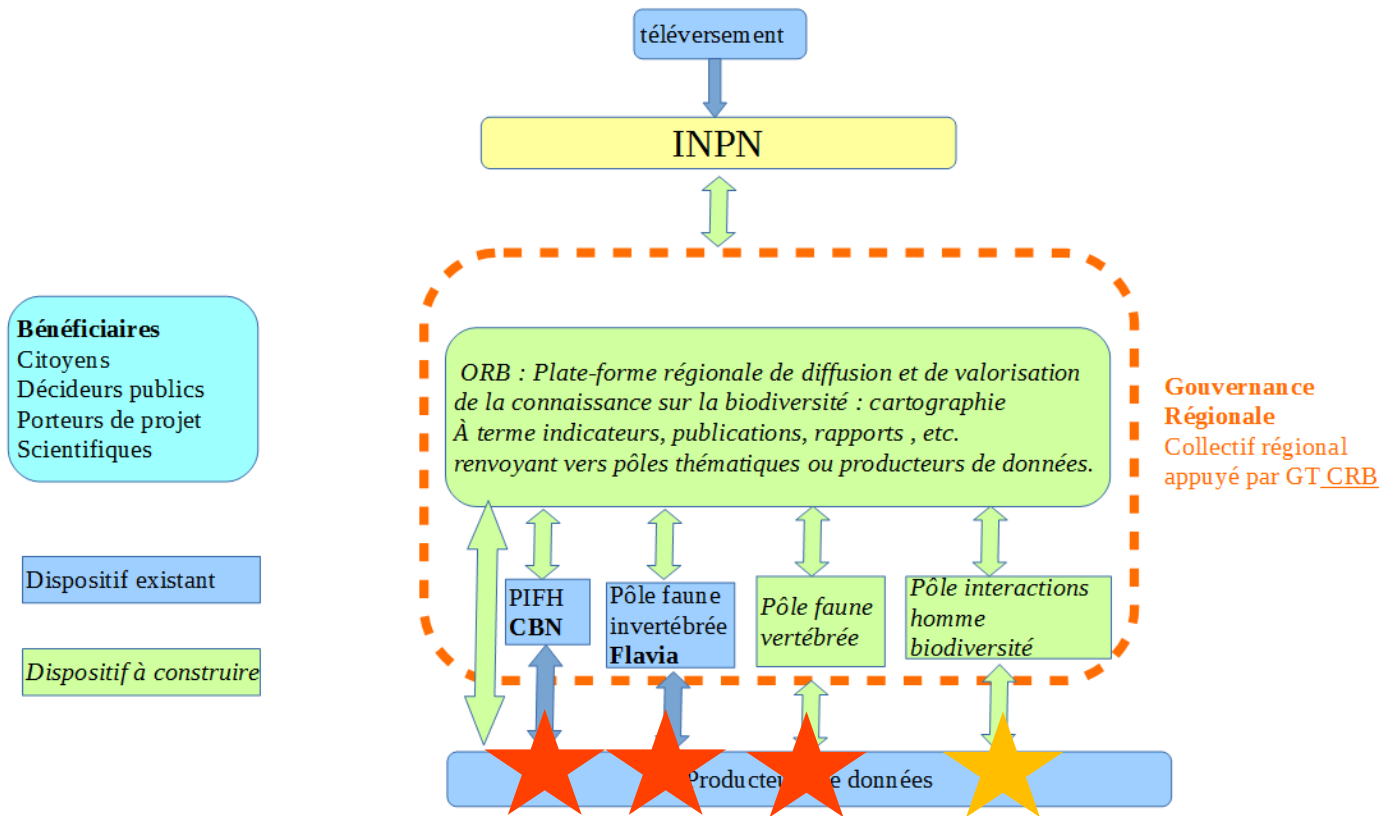 téléversement
INPN
Bénéficiaires
Citoyens
Décideurs publics
Porteurs de projet
Scientifiques
ORB : Plate-forme régionale de diffusion et de valorisation
de la connaissance sur la biodiversité : cartographie
À terme indicateurs, publications, rapports , etc.
renvoyant vers pôles thématiques ou producteurs de données.
Gouvernance
Régionale
Collectif régional
appuyé par GT CRB
Dispositif existant
Dispositif à construire
PIFH
CBN
Pôle faune
invertébrée
Flavia
Pôle faune
vertébrée
Pôle interactions
homme
biodiversité
données